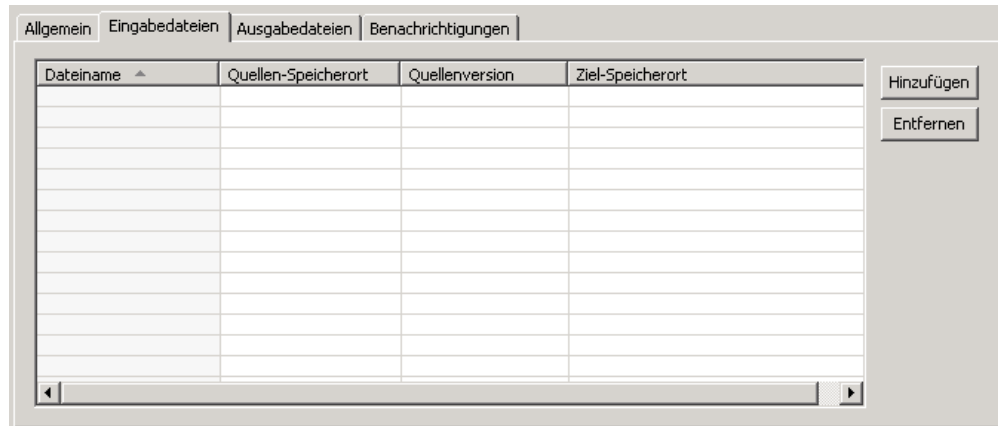 Allgemein Eingabedateien Ausgabedateien Benachrichtigungen
Dateiname Quellen-Speicherort Quellenversion Ziel-Speicherort
Hinzufügen
Entfernen